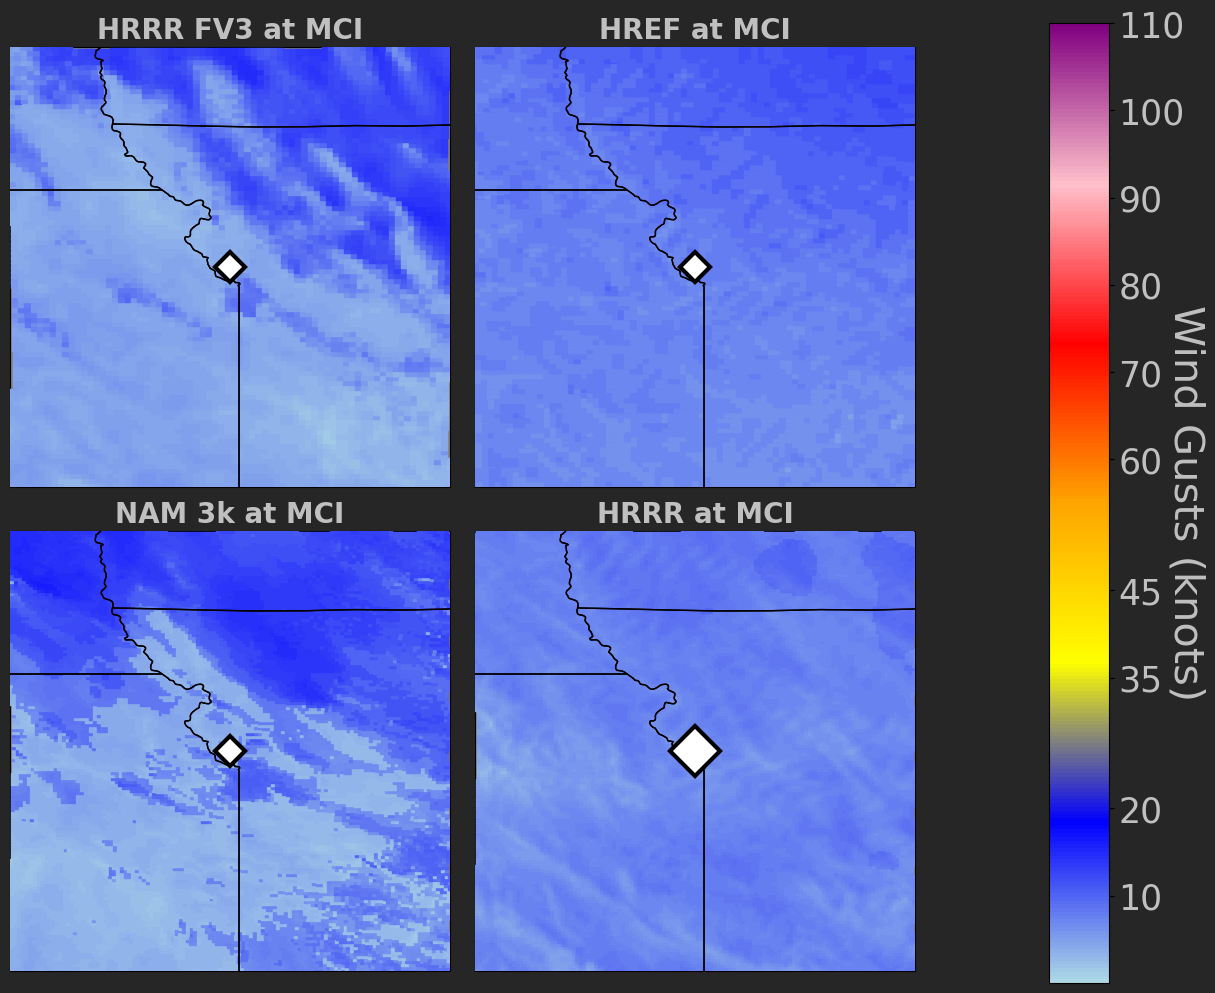 HRRR FV3 at MCI
HREF at MCI
NAM 3k at MCI
HRRR at MCI
110
100
90
80
70
60
45
35
20
10
Wind Gusts (knots)